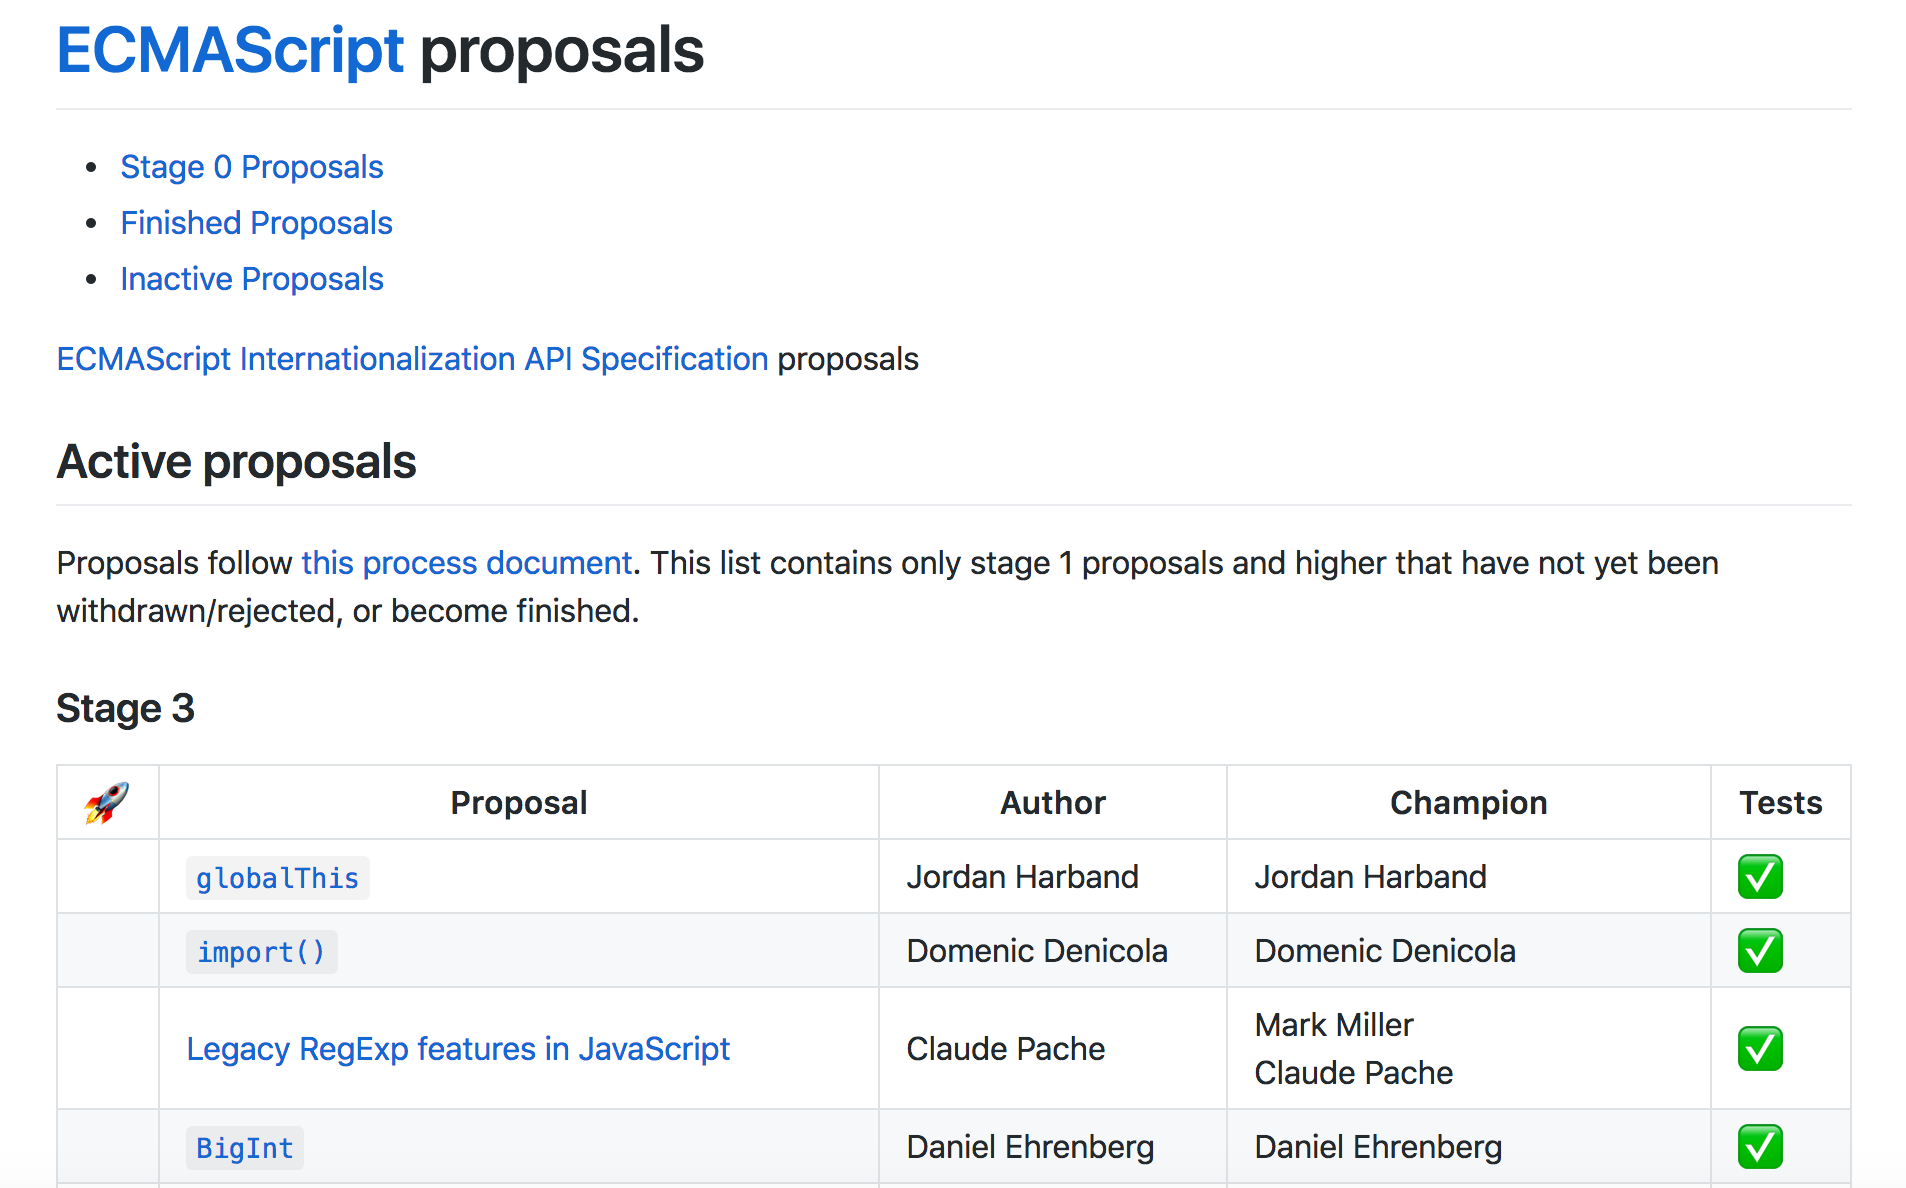 ECMAScript proposals
Stage 0 Proposals
Finished Proposals
Inactive Proposals
ECMAScript Internationalization API Specification proposals
Active proposals
Proposals follow this process document. This list contains only stage 1 proposals and higher that have not yet been
withdrawn/rejected, or become finished.
Stage 3
Proposal Author Champion Tests
globalThis Jordan Harband Jordan Harband
import() Domenic Denicola Domenic Denicola
Legacy RegExp features in JavaScript Claude Pache Mark Miller
Claude Pache
BigInt Daniel Ehrenberg Daniel Ehrenberg